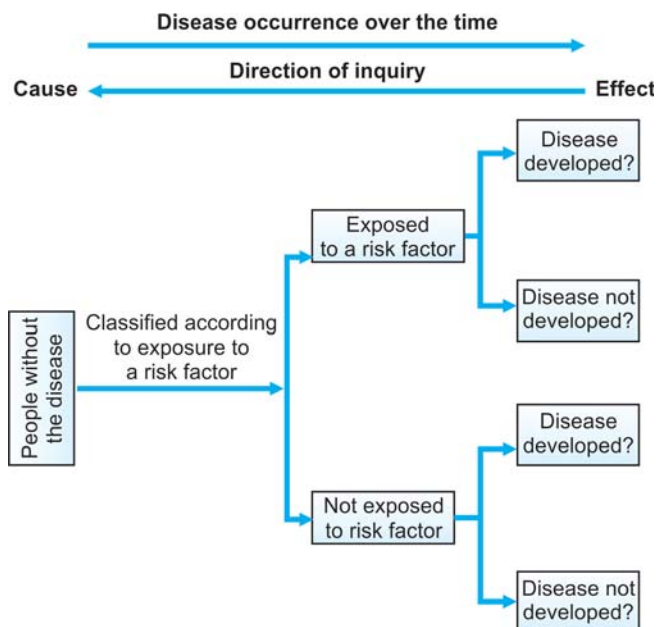 Disease occurrence over the time
Direction of inquiry
Cause
Effect
Disease
developed?
Exposed
to a risk factor
Disease not
developed?
People without
the disease
Classified according
to exposure to
a risk factor
Disease
developed?
Not exposed
to risk factor
Disease not
developed?